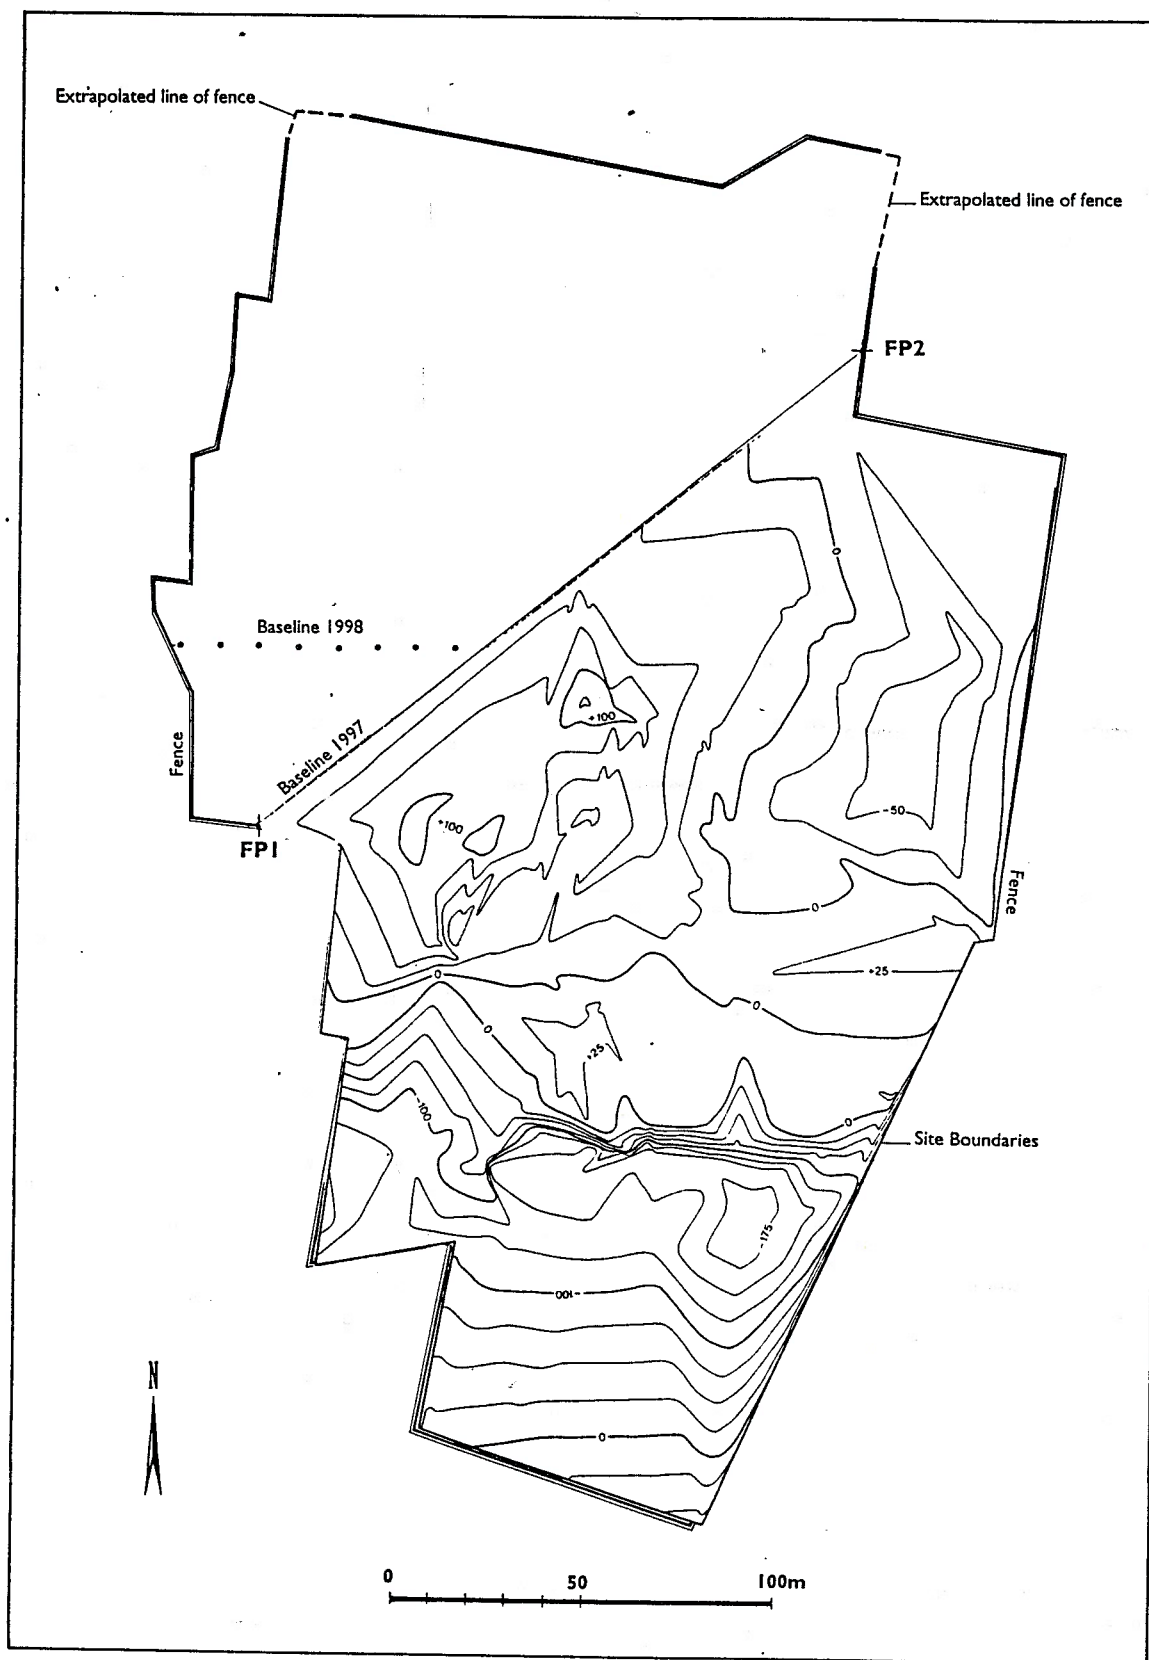 Extrapolated line of fence
Extrapolated line of fence
FP2
0
Baseline 1998
+100
Baseline 1997
Fence
-50
+100
FP1
Fence
0
+25
0
0
0
+25
-100
0
Site Boundaries
-175
-100
N
0
0 50 100m